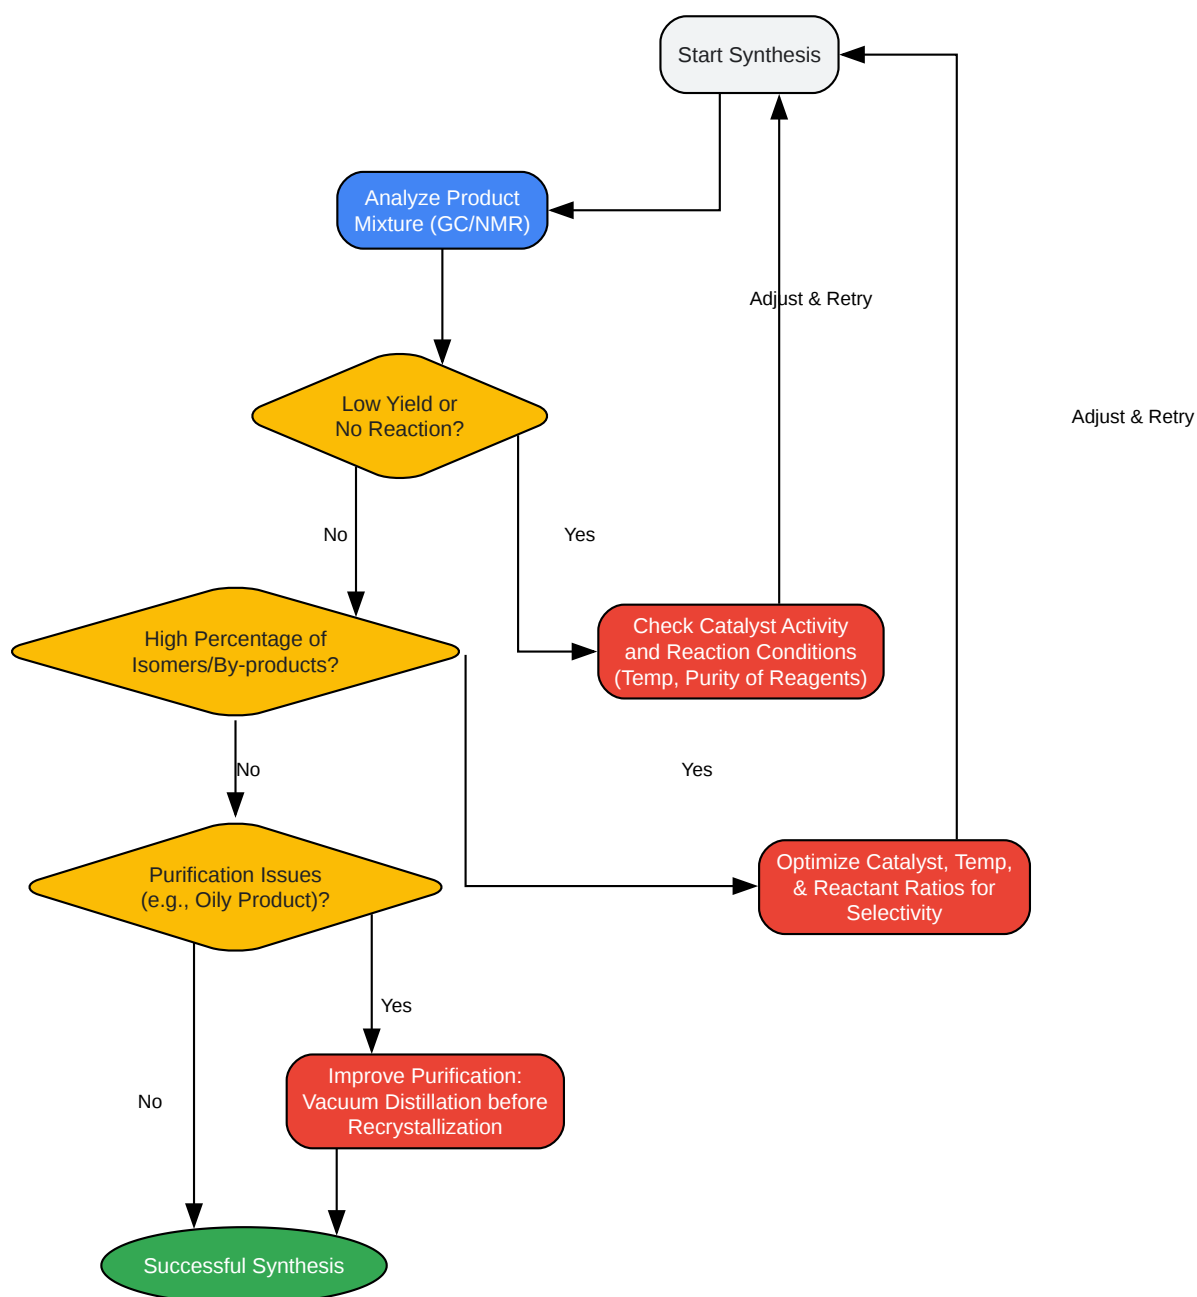 Start Synthesis
Analyze Product
Mixture (GC/NMR)
Adjust & Retry
Low Yield or
No Reaction?
Adjust & Retry
No
Yes
High Percentage of
Isomers/By-products?
Check Catalyst Activity
and Reaction Conditions
(Temp, Purity of Reagents)
No
Yes
Purification Issues
(e.g., Oily Product)?
Optimize Catalyst, Temp,
& Reactant Ratios for
Selectivity
Yes
No
Improve Purification:
Vacuum Distillation before
Recrystallization
Successful Synthesis